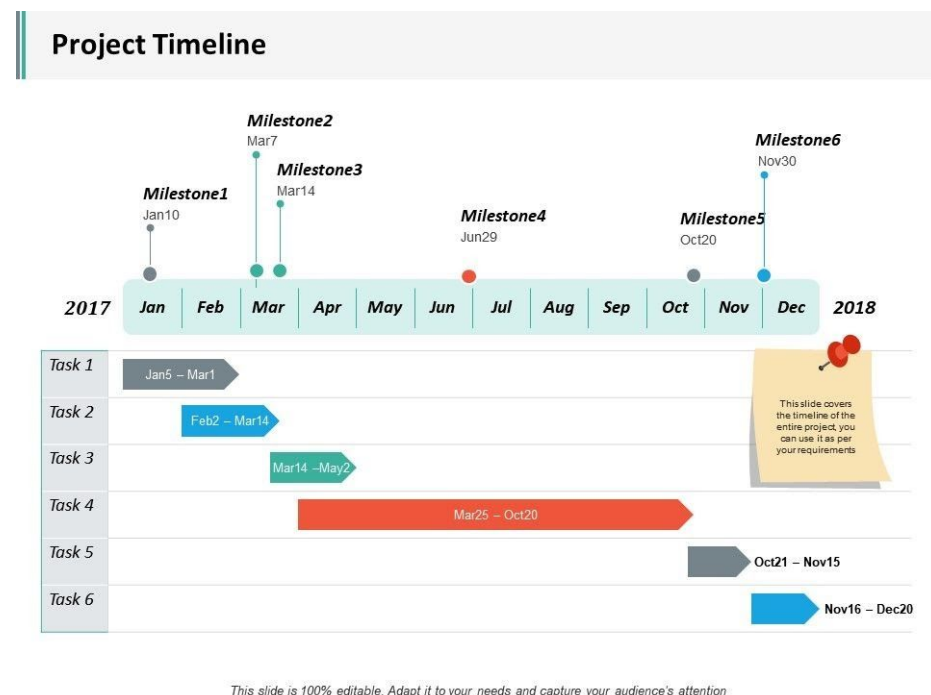 Project Timeline
Milestone2
Mar7
Milestone6
Nov30
Milestone3
Mar14
Milestone1
Jan10
Milestone4
Jun29
Milestone5
Oct20
2017 Jan Feb Mar Apr May Jun Jul Aug Sep Oct Nov Dec 2018
Task 1
Jan5 – Mar1
Task 2
Feb2 – Mar14
Task 3
Mar14 –May2
Task 4
Mar25 – Oct20
Task 5
Oct21 – Nov15
Task 6
Nov16 – Dec20
This slide covers
the timeline of the
entire project, you
can use it as per
your requirements
This slide is 100% editable. Adapt it to your needs and capture your audience's attention